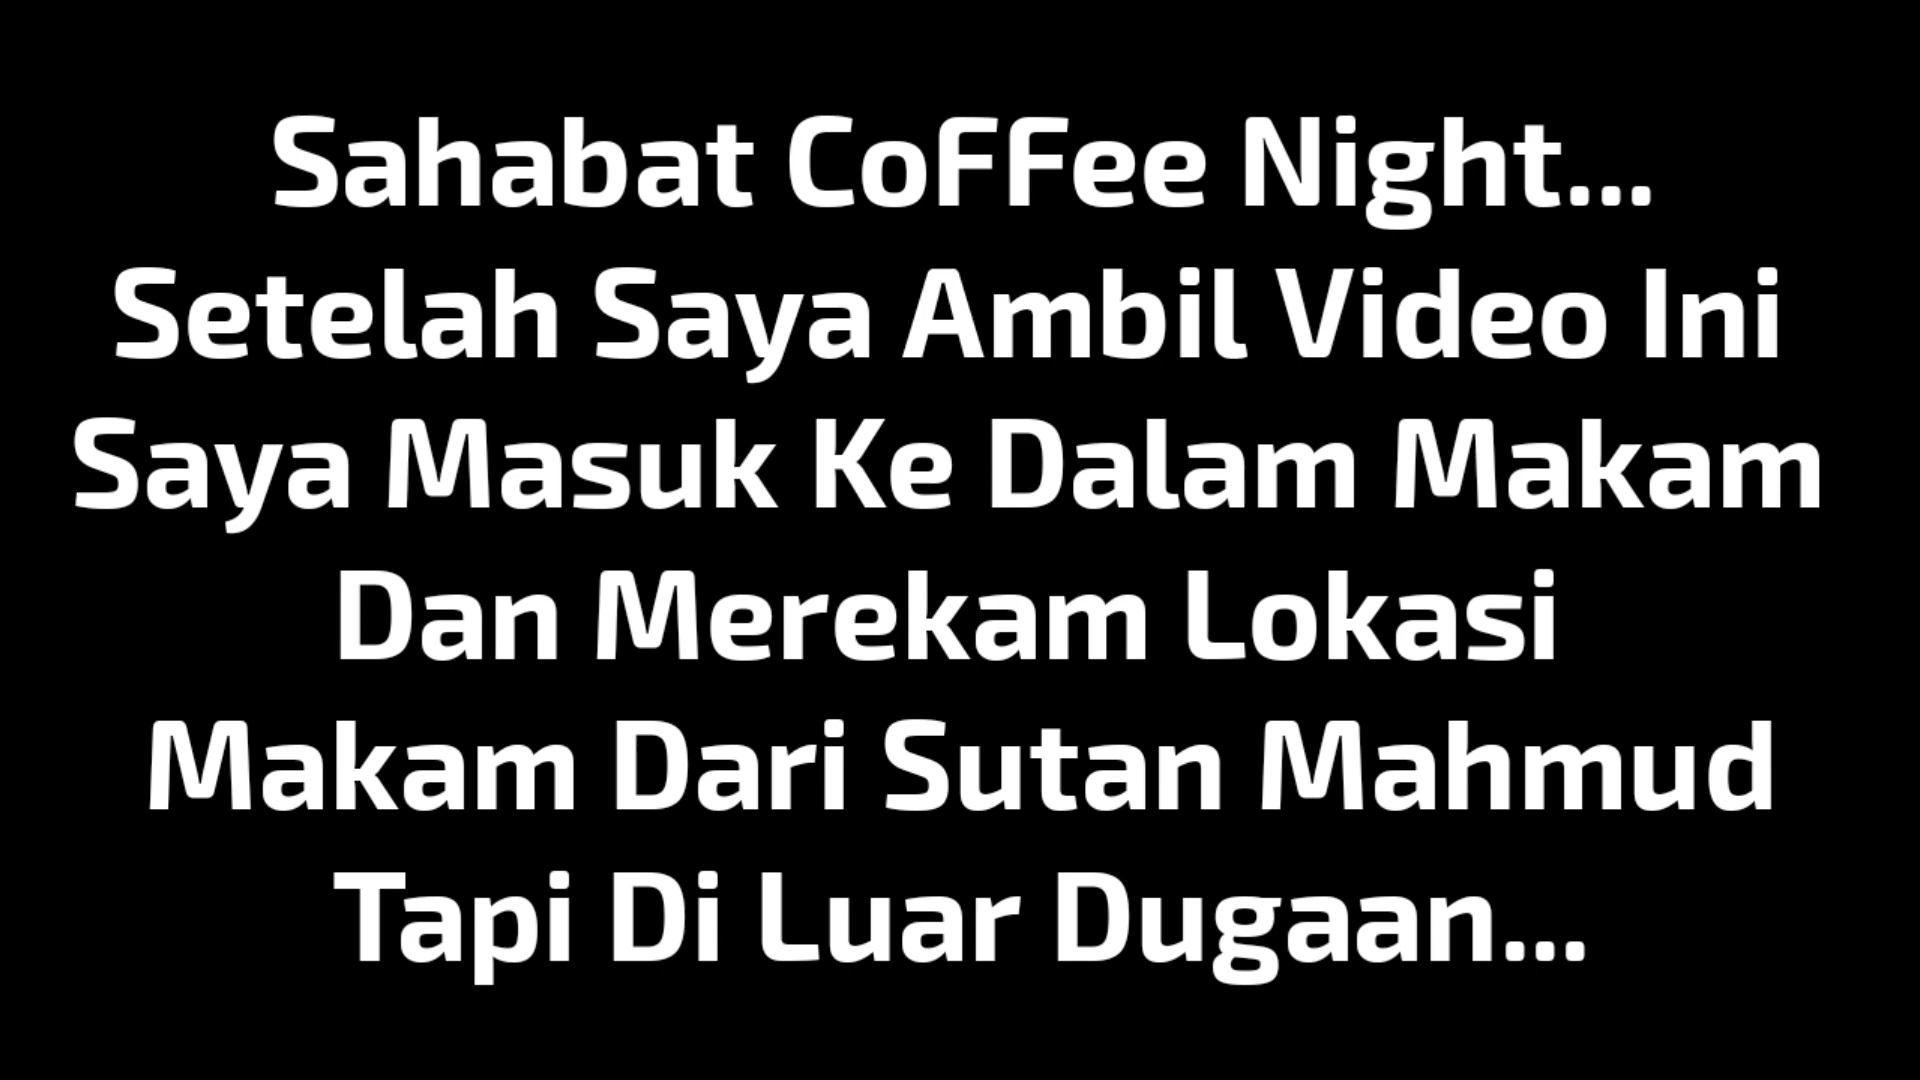 Sahabat CoFFee Night...
Setelah Saya Ambil Video Ini
Saya Masuk Ke Dalam Makam
Dan Merekam Lokasi
Makam Dari Sutan Mahmud
Tapi Di Luar Dugaan...